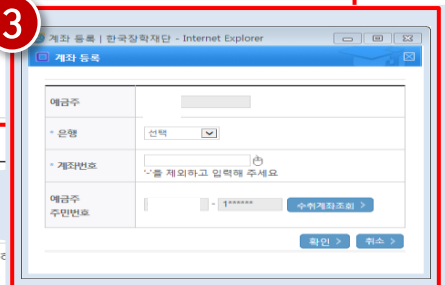 3
계좌 등록 | 한국장학재단 - Internet Explorer
계좌 등록
예금주
* 은행 선택
* 계좌번호
'-'를 제외하고 입력해 주세요
예금주
주민번호 - 1****** 수취계좌조회 >
확인 > 취소 >